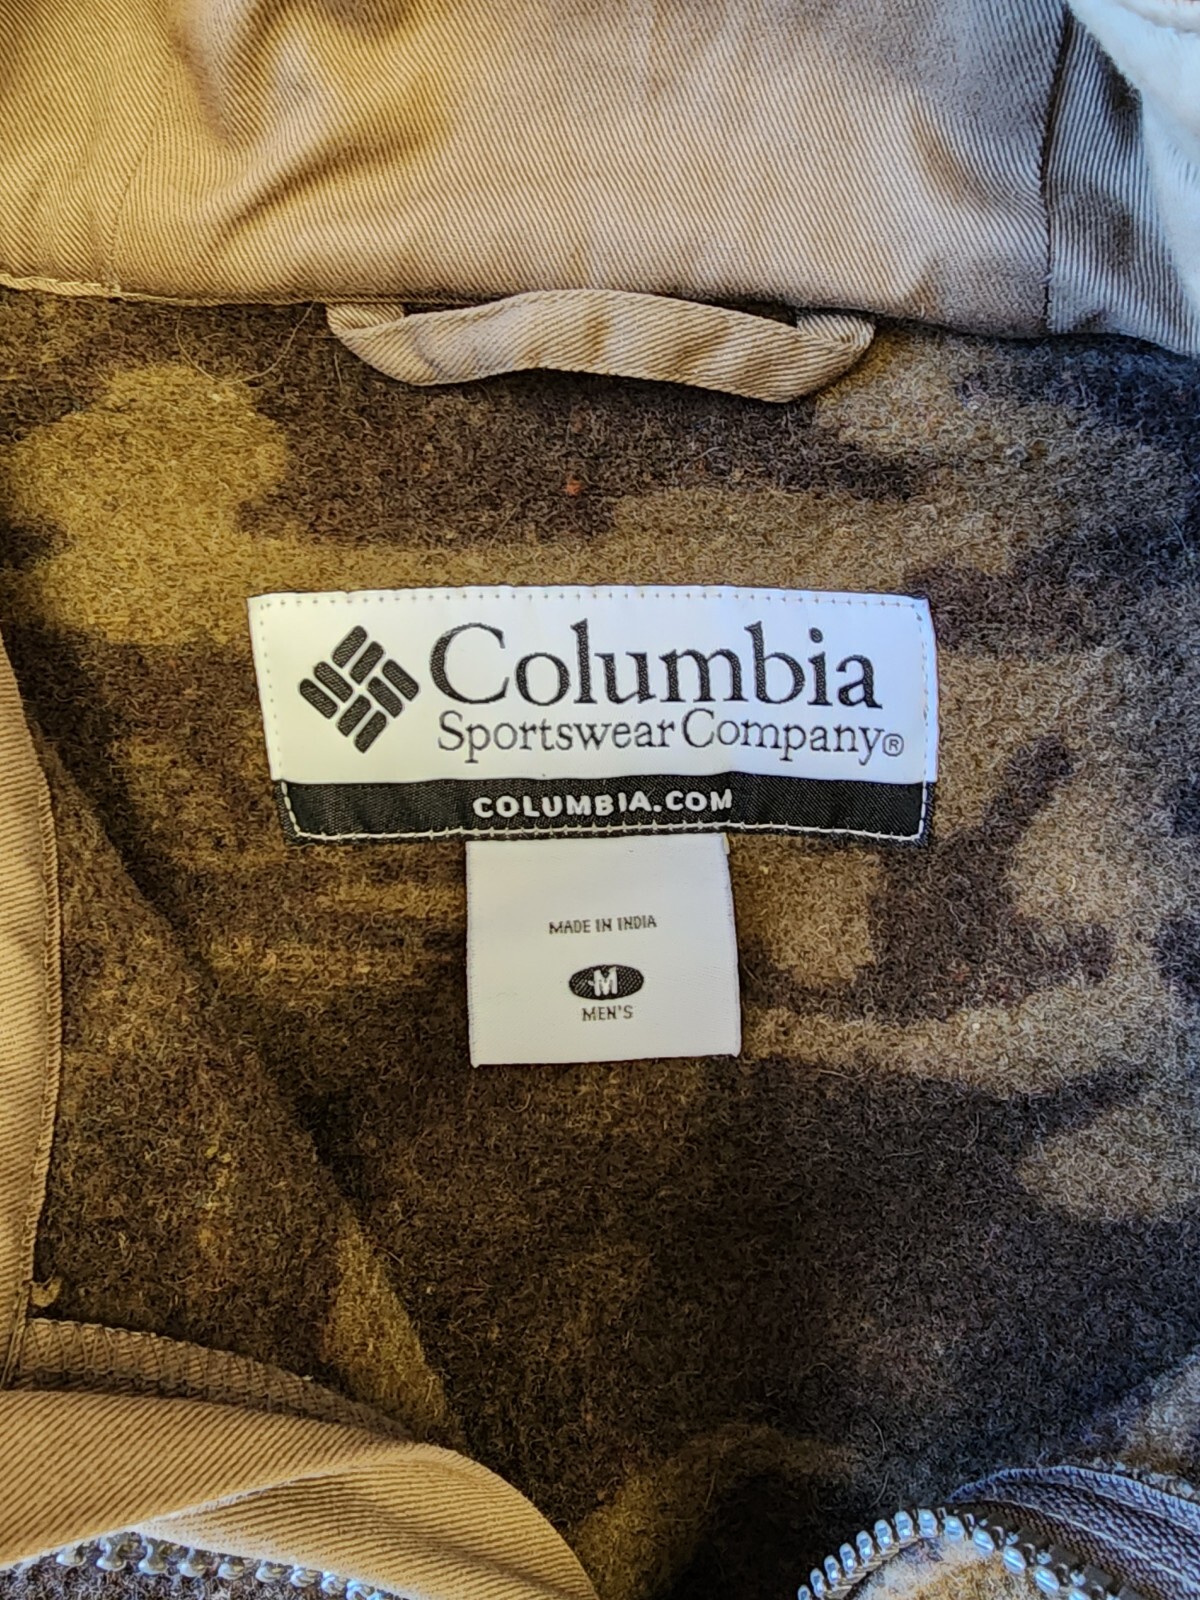 Columbia
Sportswear Company®
COLUMBIA.COM
MADE IN INDIA
M
MEN'S